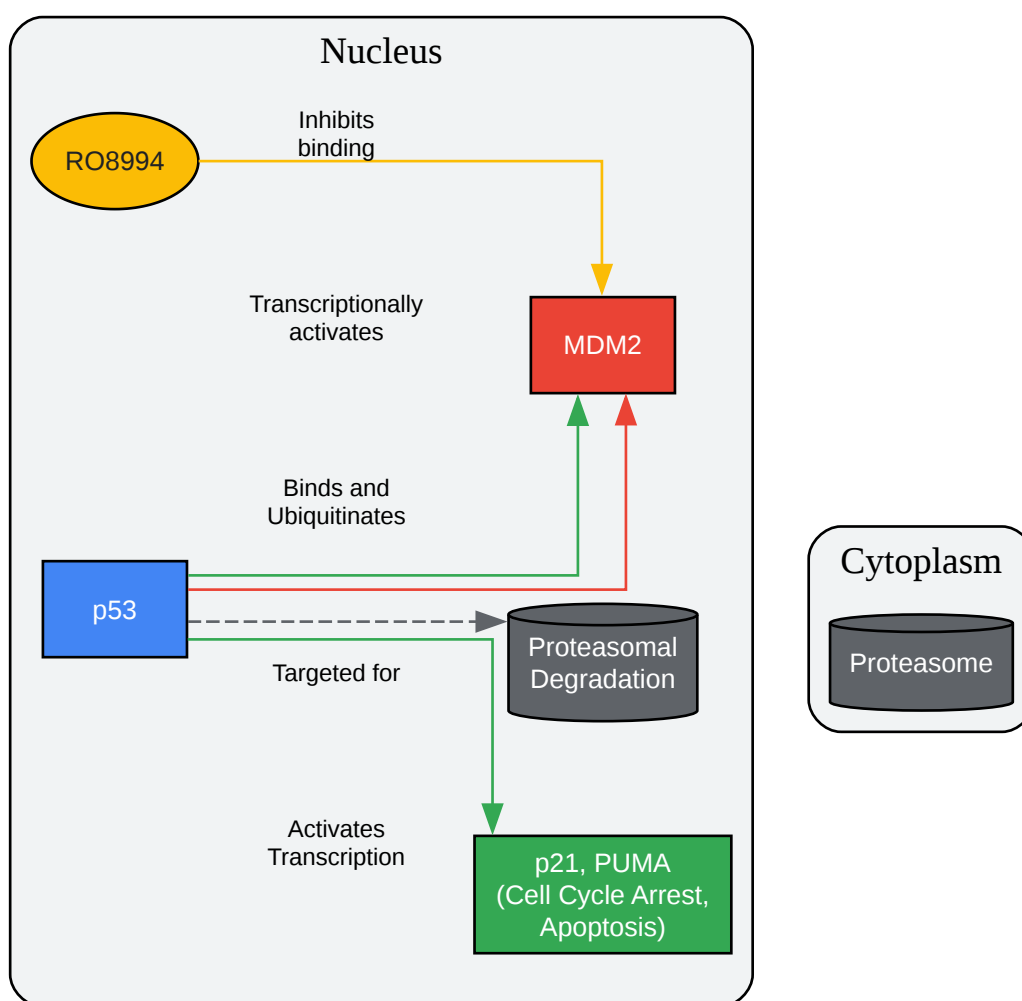 Nucleus
Inhibits
binding
RO8994
Transcriptionally
activates
MDM2
Binds and
Ubiquitinates
Cytoplasm
p53
Proteasomal
Degradation
Proteasome
Targeted for
Activates
Transcription
p21, PUMA
(Cell Cycle Arrest,
Apoptosis)